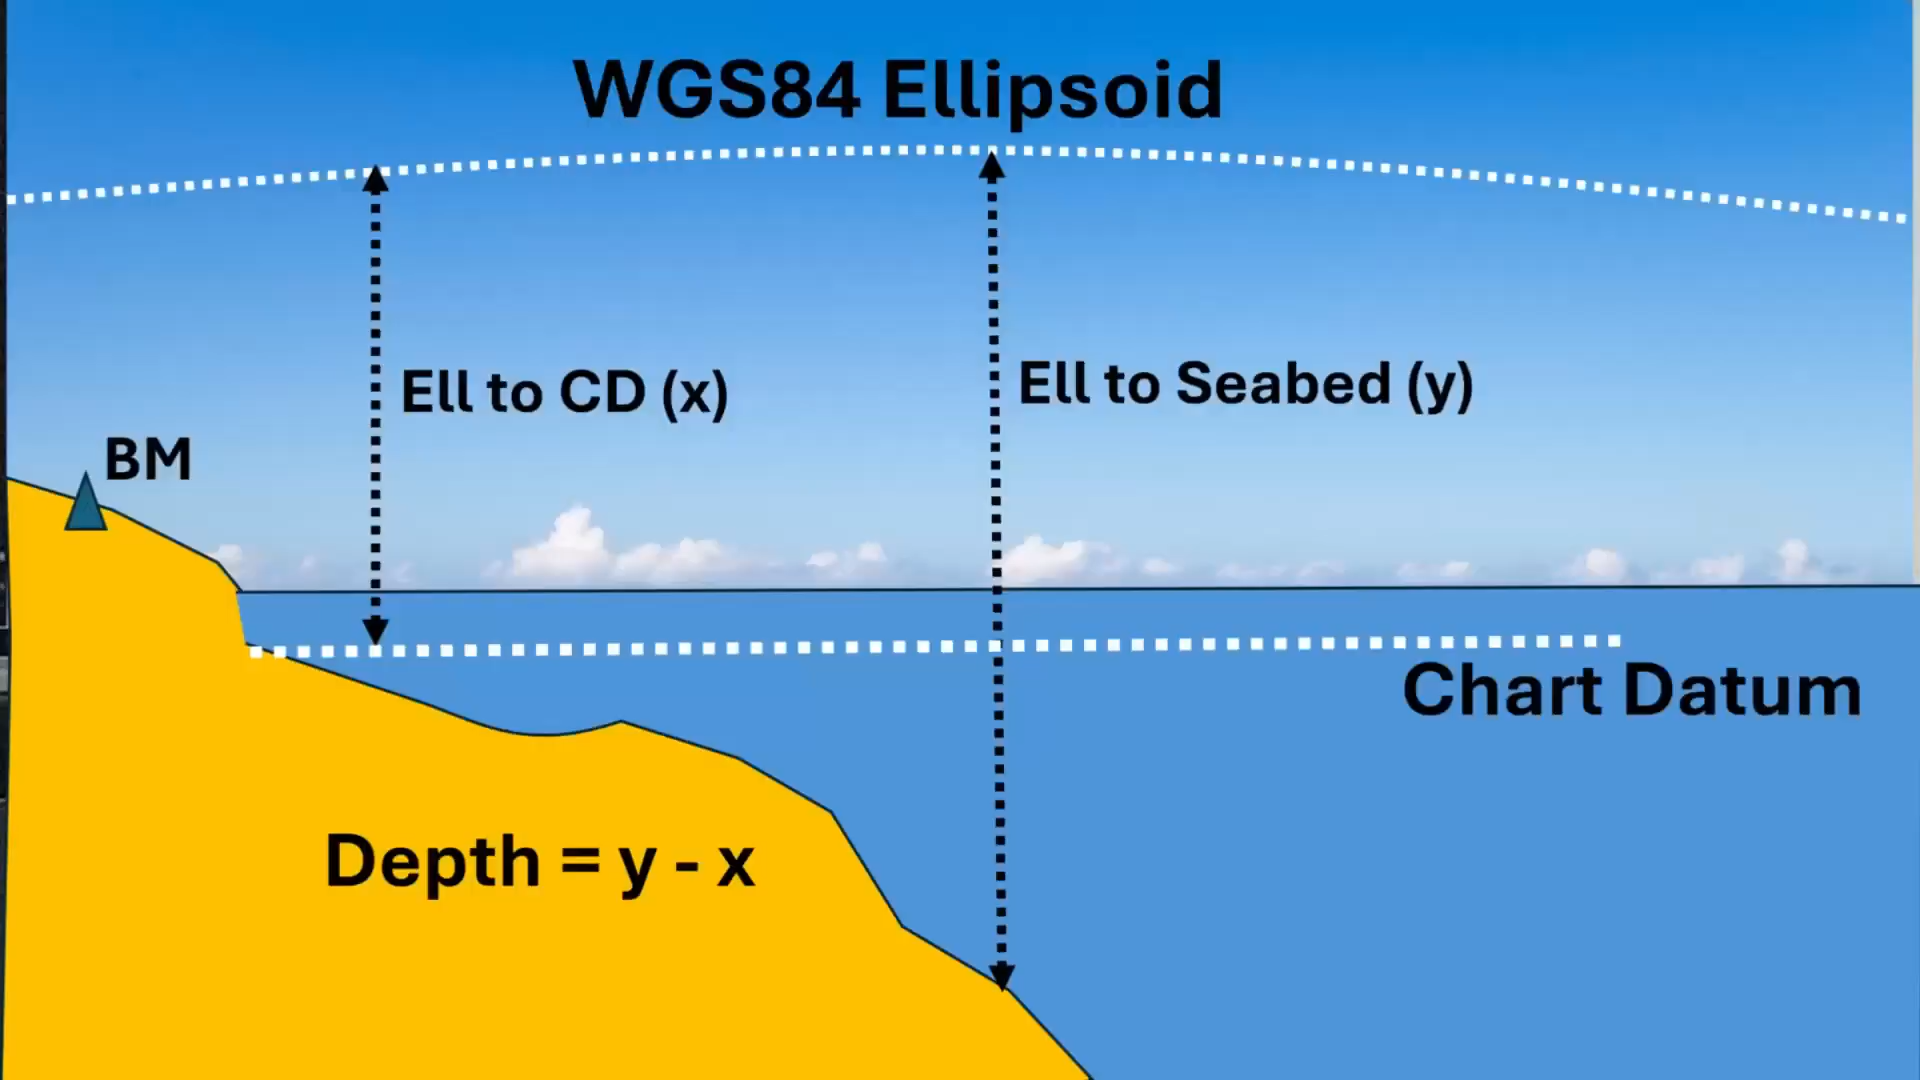 WGS84 Ellipsoid
Ell to CD (x)
Ell to Seabed (y)
BM
Chart Datum
Depth = y - x